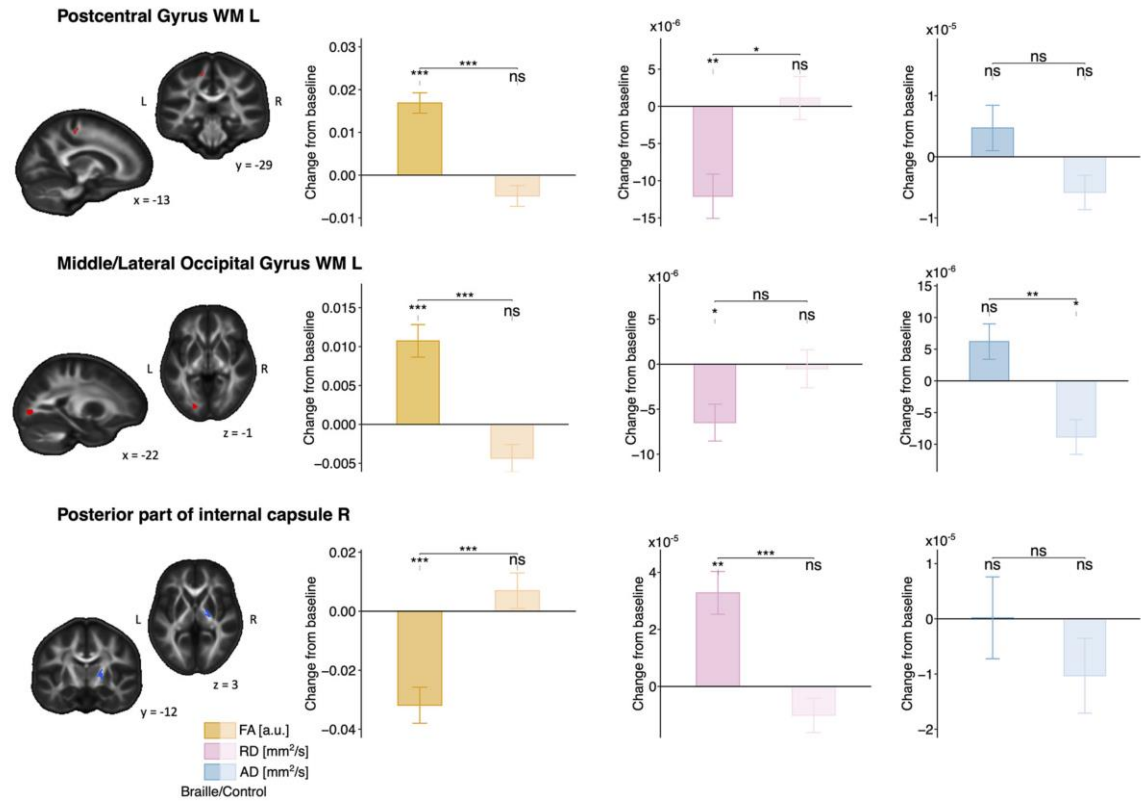 Postcentral Gyrus WM L
L
R
y = -29
x = -13
Change from baseline
0.03
0.02
0.01
0.00
−0.01
***
***
ns
x10⁻⁶
Change from baseline
5
0
−5
−10
−15
*
**
ns
x10⁻⁵
Change from baseline
1
0
−1
ns
ns
ns
Middle/Lateral Occipital Gyrus WM L
L
R
z = -1
x = -22
Change from baseline
0.015
0.010
0.005
0.000
−0.005
***
***
ns
x10⁻⁶
Change from baseline
5
0
−5
−10
ns
*
ns
x10⁻⁶
Change from baseline
15
10
5
0
−5
−10
**
ns
*
Posterior part of internal capsule R
L
R
z = 3
y = -12
Change from baseline
0.02
0.00
−0.02
−0.04
***
***
ns
x10⁻⁵
Change from baseline
4
2
0
***
**
ns
x10⁻⁵
Change from baseline
1
0
−1
−2
ns
ns
ns
FA [a.u.]
RD [mm²/s]
AD [mm²/s]
Braille/Control